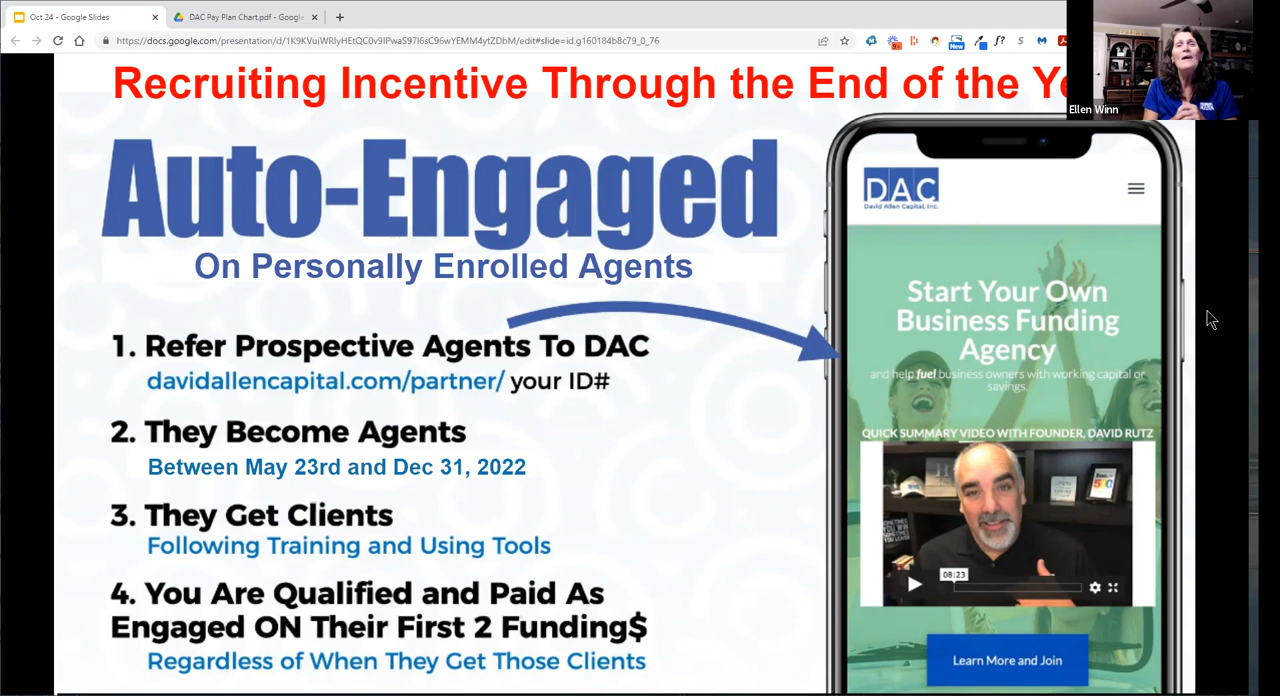 Oct 24 - Google Slides
DAC Pay Plan Chart.pdf - Google
https://docs.google.com/presentation/d/1K9KVuiWRIyHEtQC0v9IPwaS97I6sC96wYEMM4ytZDbM/edit#slide=id.g160184b8c79_0_76
New
Ellen Winn
Recruiting Incentive Through the End of the Ye
Auto-Engaged
On Personally Enrolled Agents
1. Refer Prospective Agents To DAC
davidallencapital.com/partner/ your ID#
2. They Become Agents
Between May 23rd and Dec 31, 2022
3. They Get Clients
Following Training and Using Tools
4. You Are Qualified and Paid As
Engaged ON Their First 2 Funding$
Regardless of When They Get Those Clients
DAC
David Allen Capital, Inc.
Start Your Own
Business Funding
Agency
and help fuel business owners with working capital or
savings.
QUICK SUMMARY VIDEO WITH FOUNDER, DAVID RUTZ
08:23
Learn More and Join